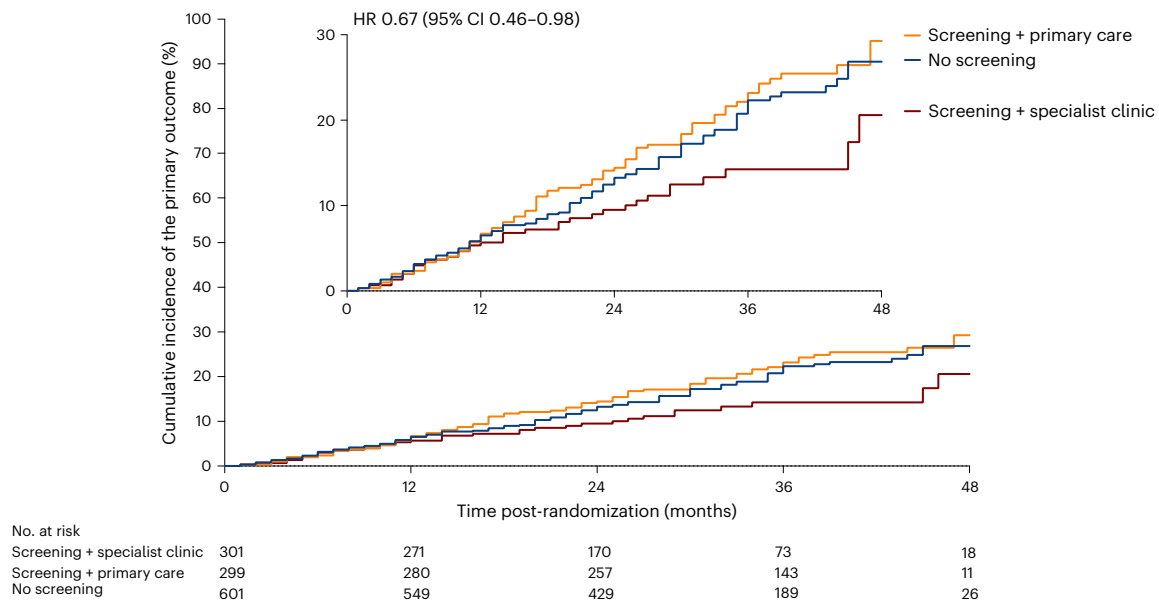 HR 0.67 (95% CI 0.46–0.98)
Screening + primary care
No screening
Screening + specialist clinic
Cumulative incidence of the primary outcome (%)
100
90
80
70
60
50
40
30
20
10
0
30
20
10
0
0 12 24 36 48
0 12 24 36 48
Time post-randomization (months)
No. at risk
Screening + specialist clinic 301 271 170 73 18
Screening + primary care 299 280 257 143 11
No screening 601 549 429 189 26